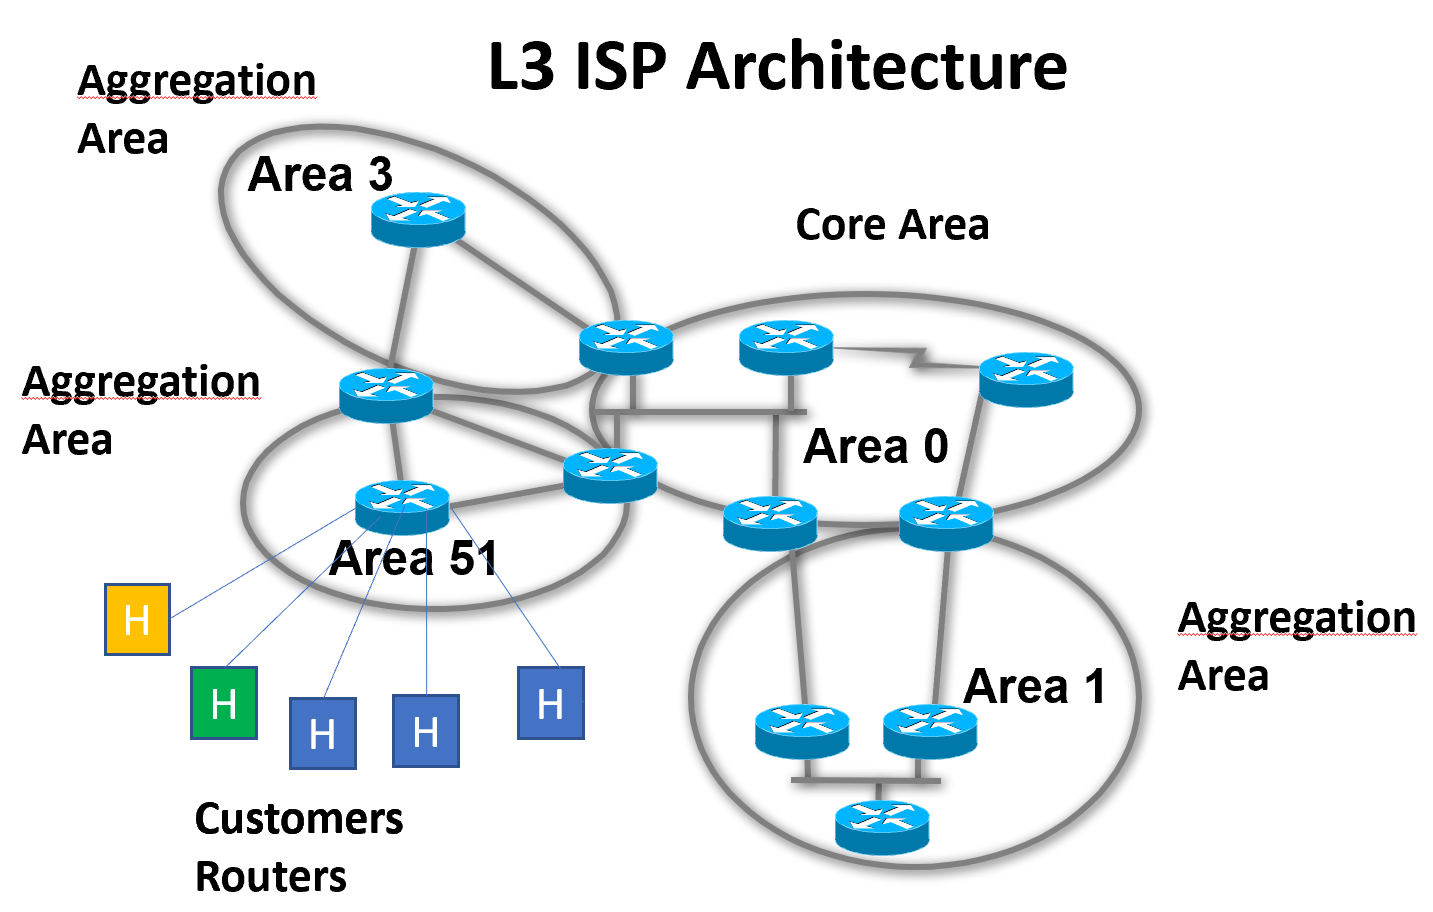 L3 ISP Architecture
Aggregation
Area
Area 3
Core Area
Aggregation
Area
Area 0
Area 51
H
H
H
H
H
Area 1
Aggregation
Area
Customers
Routers